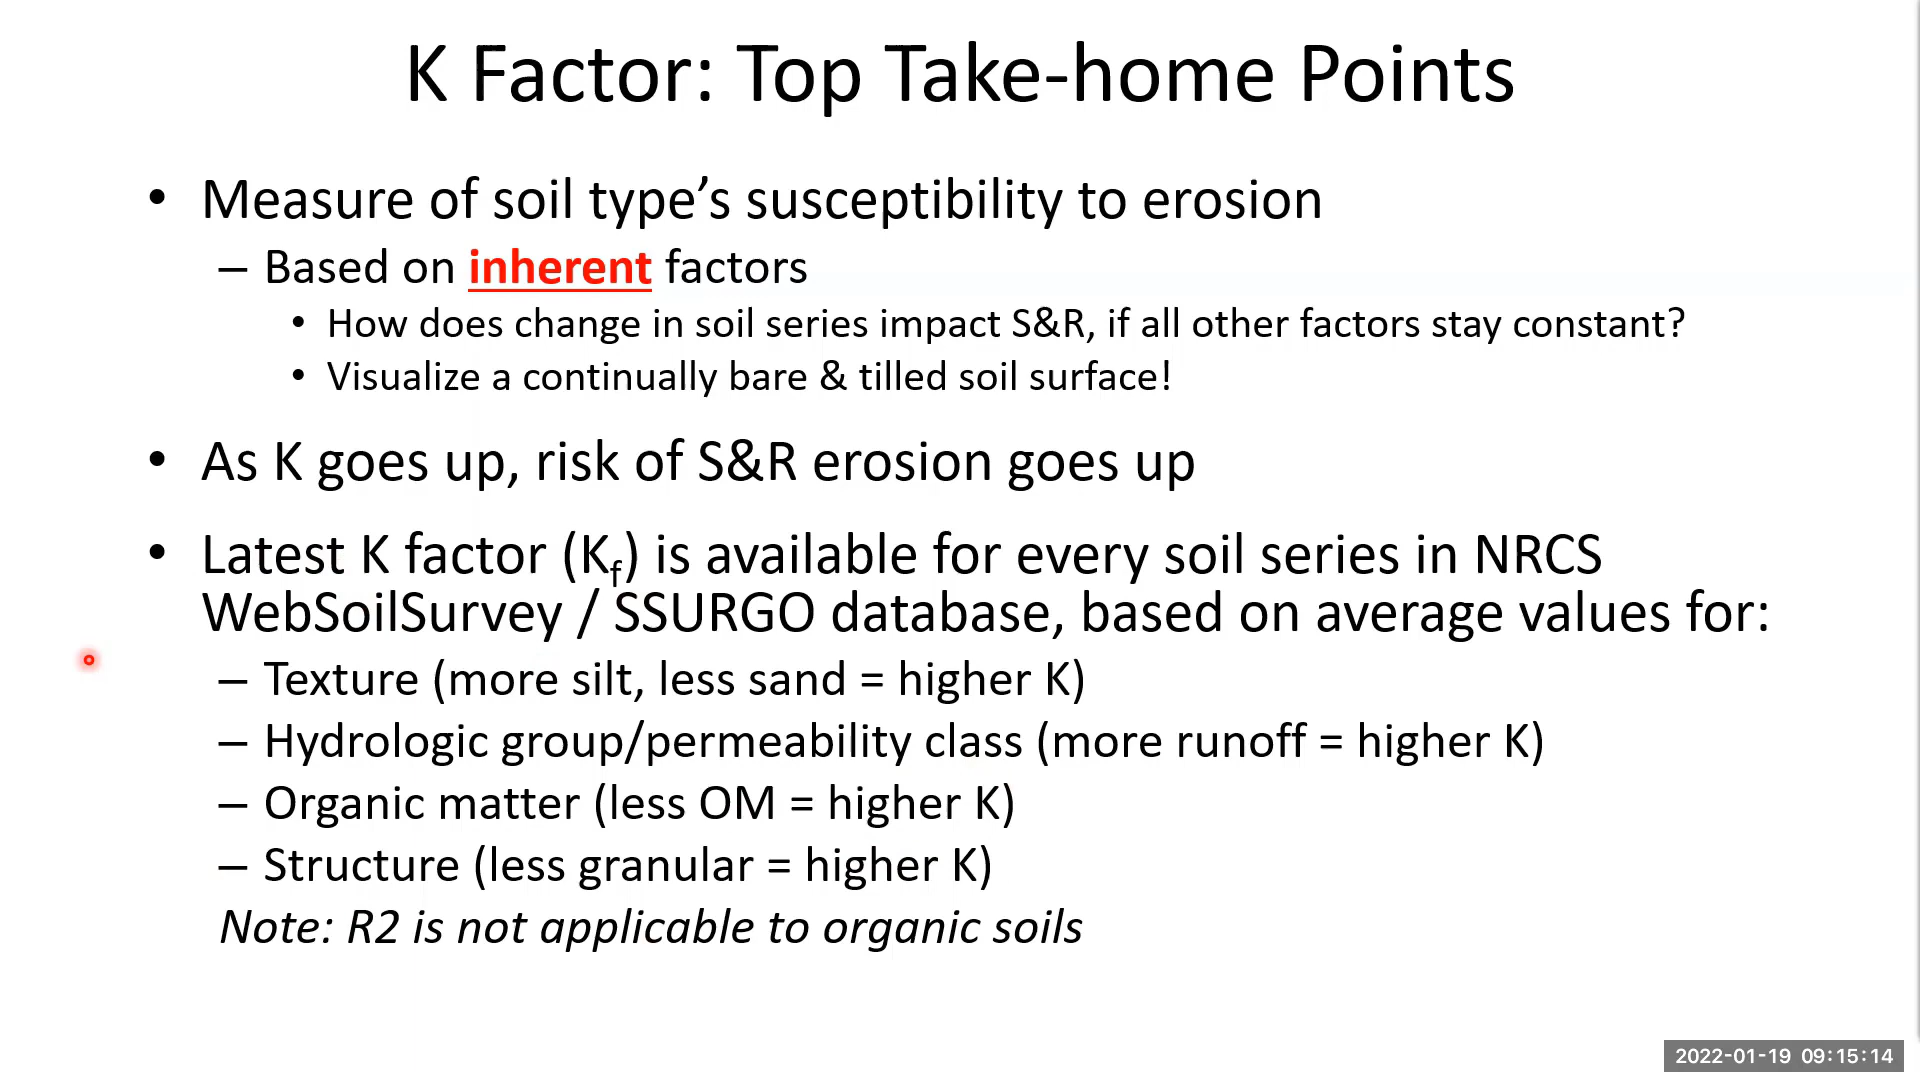 K Factor: Top Take-home Points
• Measure of soil type’s susceptibility to erosion
– Based on inherent factors
• How does change in soil series impact S&R, if all other factors stay constant?
• Visualize a continually bare & tilled soil surface!
• As K goes up, risk of S&R erosion goes up
• Latest K factor (Kf) is available for every soil series in NRCS
WebSoilSurvey / SSURGO database, based on average values for:
– Texture (more silt, less sand = higher K)
– Hydrologic group/permeability class (more runoff = higher K)
– Organic matter (less OM = higher K)
– Structure (less granular = higher K)
Note: R2 is not applicable to organic soils
2022-01-19 09:15:14